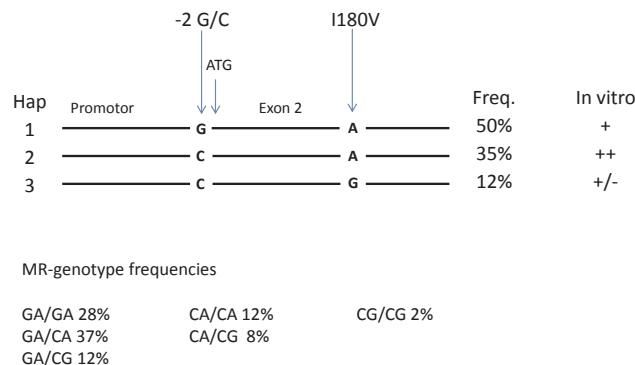 -2 G/C I180V
ATG
Hap Promotor Exon 2 Freq. In vitro
1 G A 50% +
2 C A 35% ++
3 C G 12% +/-
MR-genotype frequencies
GA/GA 28% CA/CA 12% CG/CG 2%
GA/CA 37% CA/CG 8%
GA/CG 12%